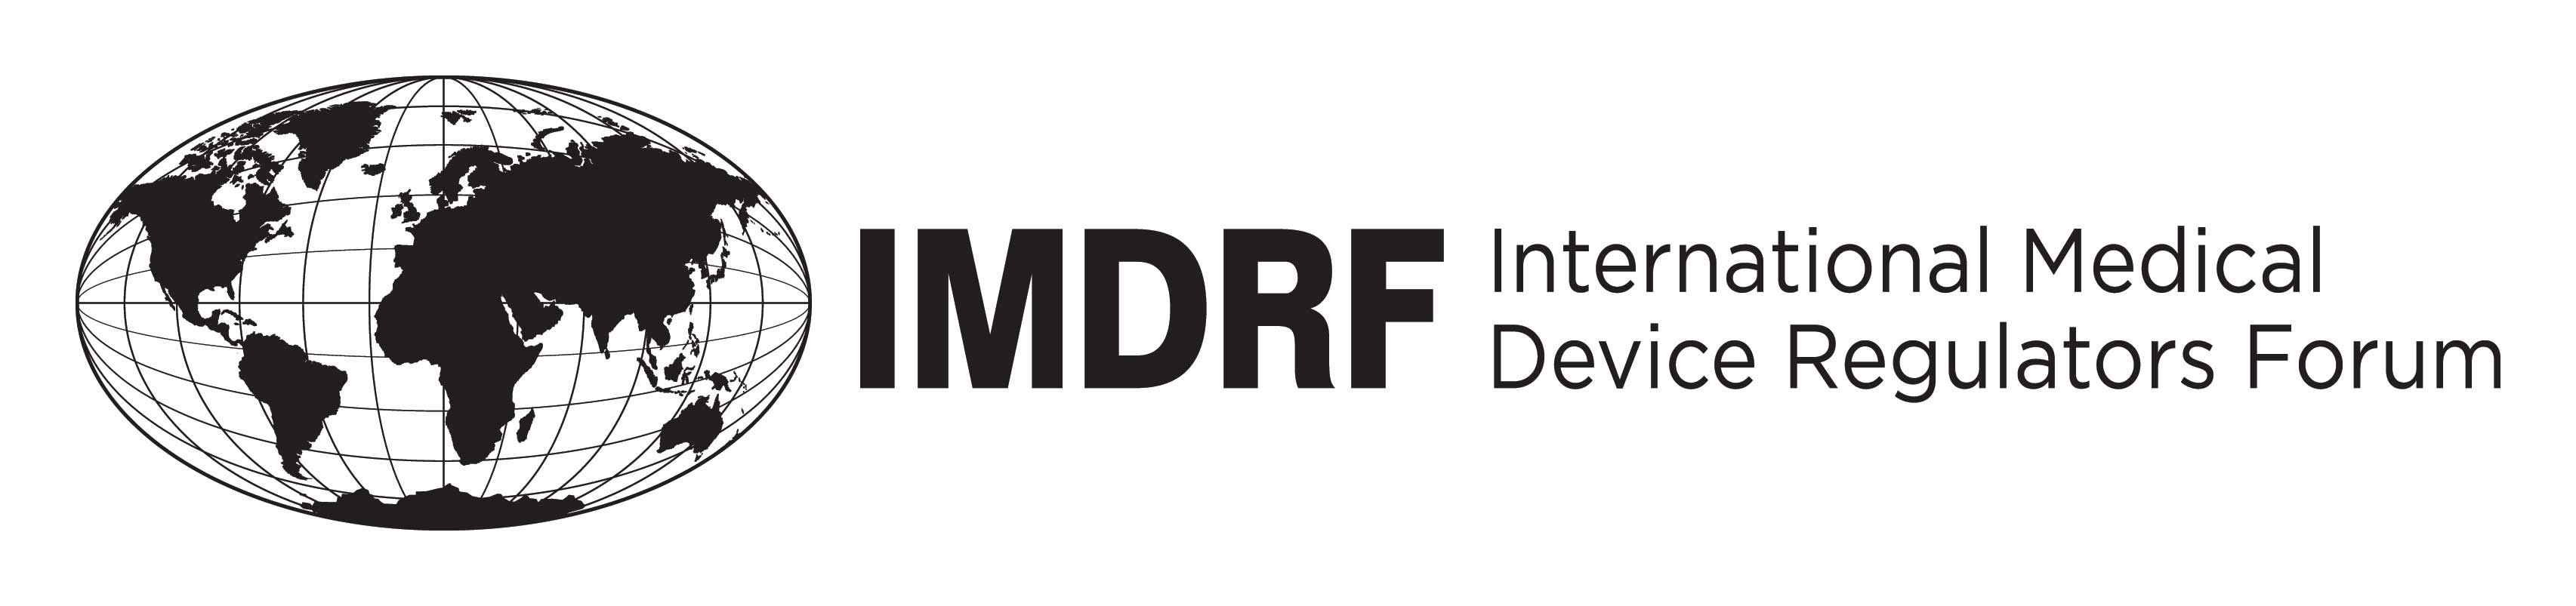 IMDRF
International Medical
Device Regulators Forum